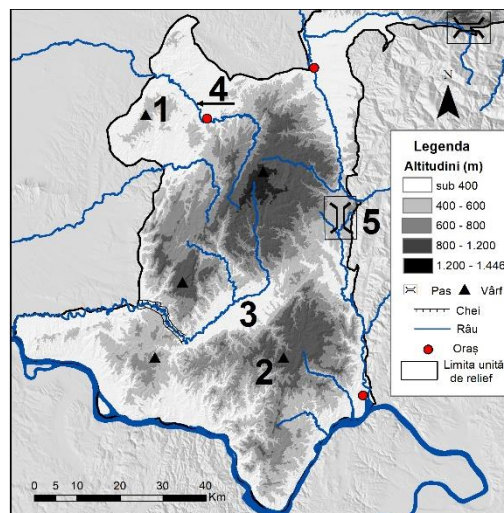 4
1
N
Legenda
Altitudini (m)
sub 400
400 - 600
600 - 800
800 - 1.200
1.200 - 1.446
Pas Vârf
Chei
Râu
Oraș
Limita unită
de relief
5
3
2
0 5 10 20 30 40
Km